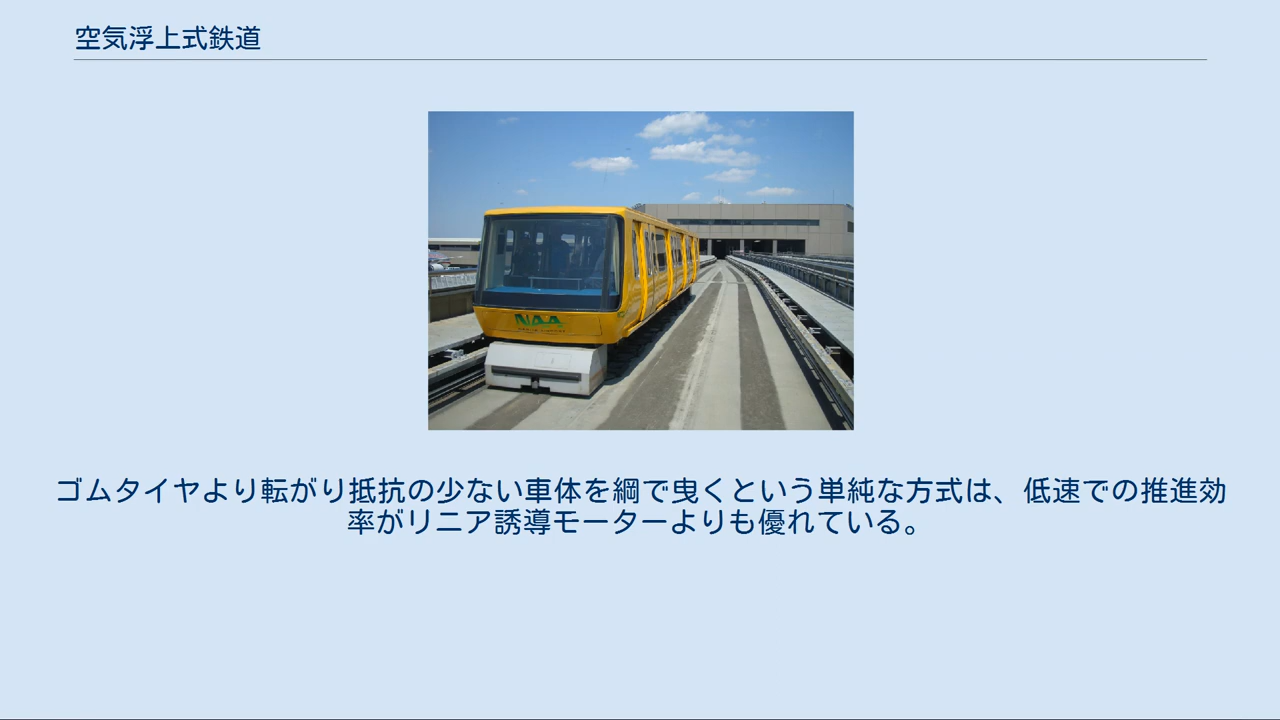 空気浮上式鉄道
NAA
ゴムタイヤより転がり抵抗の少ない車体を綱で曳くという単純な方式は、低速での推進効
率がリニア誘導モーターよりも優れている。